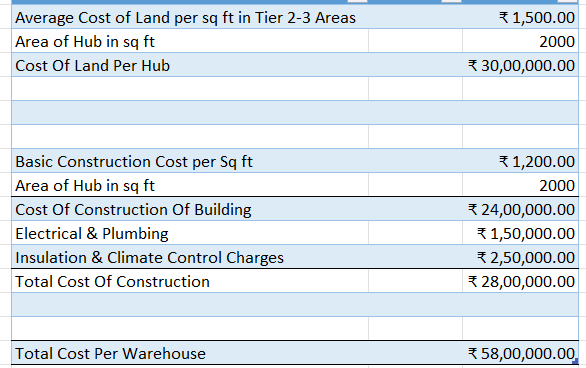 Average Cost of Land per sq ft in Tier 2-3 Areas ₹ 1,500.00
Area of Hub in sq ft 2000
Cost Of Land Per Hub ₹ 30,00,000.00
Basic Construction Cost per Sq ft ₹ 1,200.00
Area of Hub in sq ft 2000
Cost Of Construction Of Building ₹ 24,00,000.00
Electrical & Plumbing ₹ 1,50,000.00
Insulation & Climate Control Charges ₹ 2,50,000.00
Total Cost Of Construction ₹ 28,00,000.00
Total Cost Per Warehouse ₹ 58,00,000.00